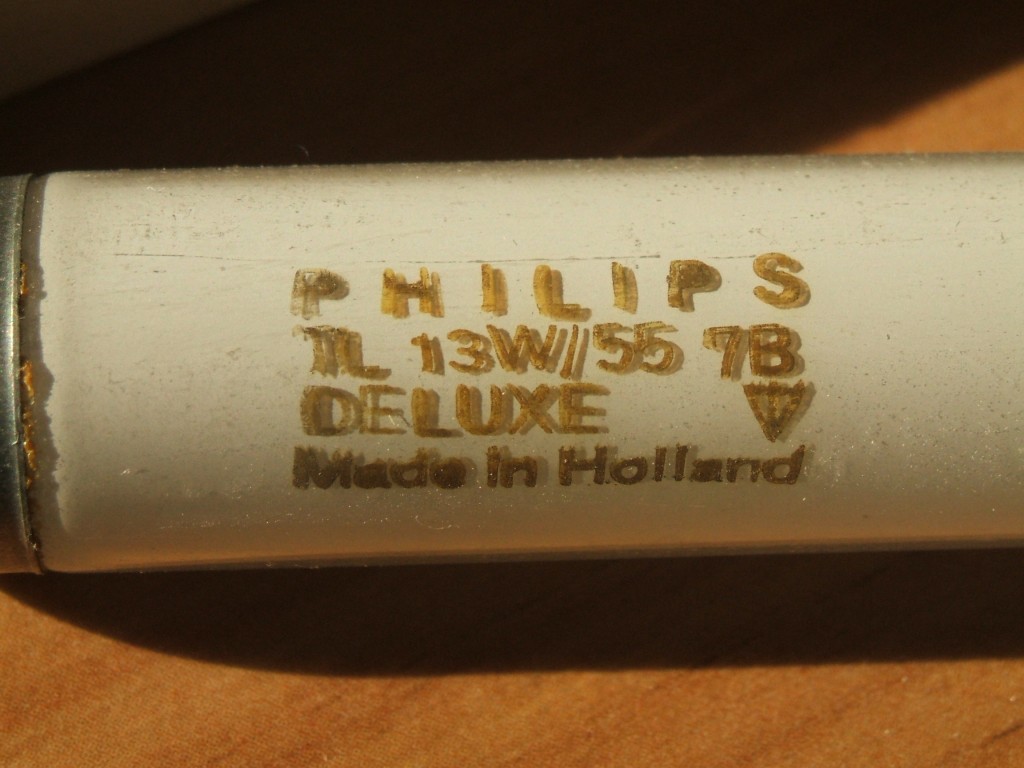 PHILIPS
TL 13W//55 7B
DELUXE
Made in Holland